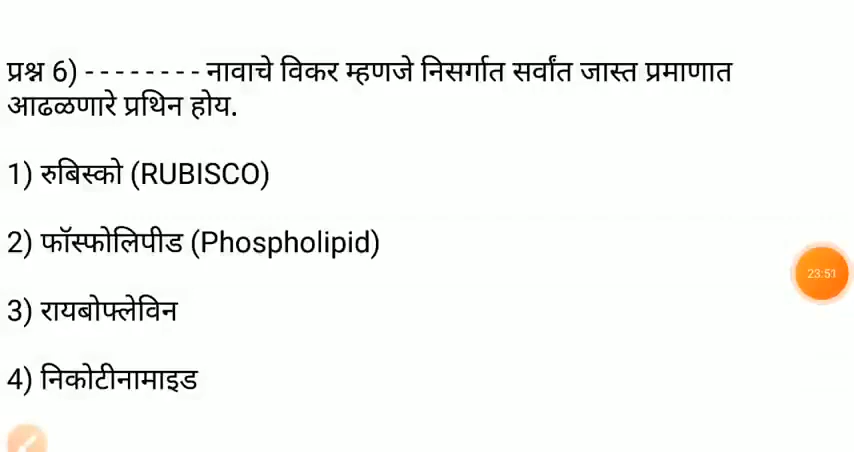 प्रश्न 6) - - - - - - - - नावाचे विकर म्हणजे निसर्गात सर्वांत जास्त प्रमाणात
आढळणारे प्रथिन होय.
1) रुबिस्को (RUBISCO)
2) फॉस्फोलिपीड (Phospholipid)
23:51
3) रायबोफ्लेविन
4) निकोटीनामाइड